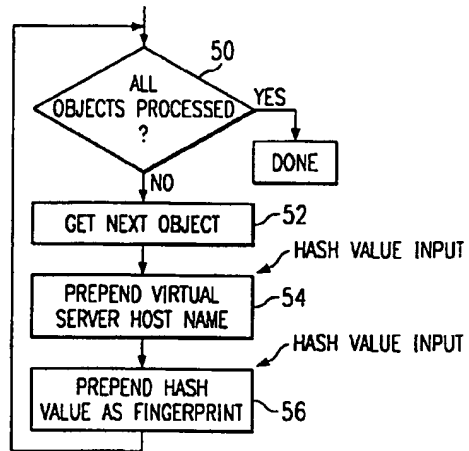 50
ALL
OBJECTS PROCESSED
?
YES
DONE
NO
GET NEXT OBJECT
52
HASH VALUE INPUT
PREPEND VIRTUAL
SERVER HOST NAME
54
HASH VALUE INPUT
PREPEND HASH
VALUE AS FINGERPRINT
56